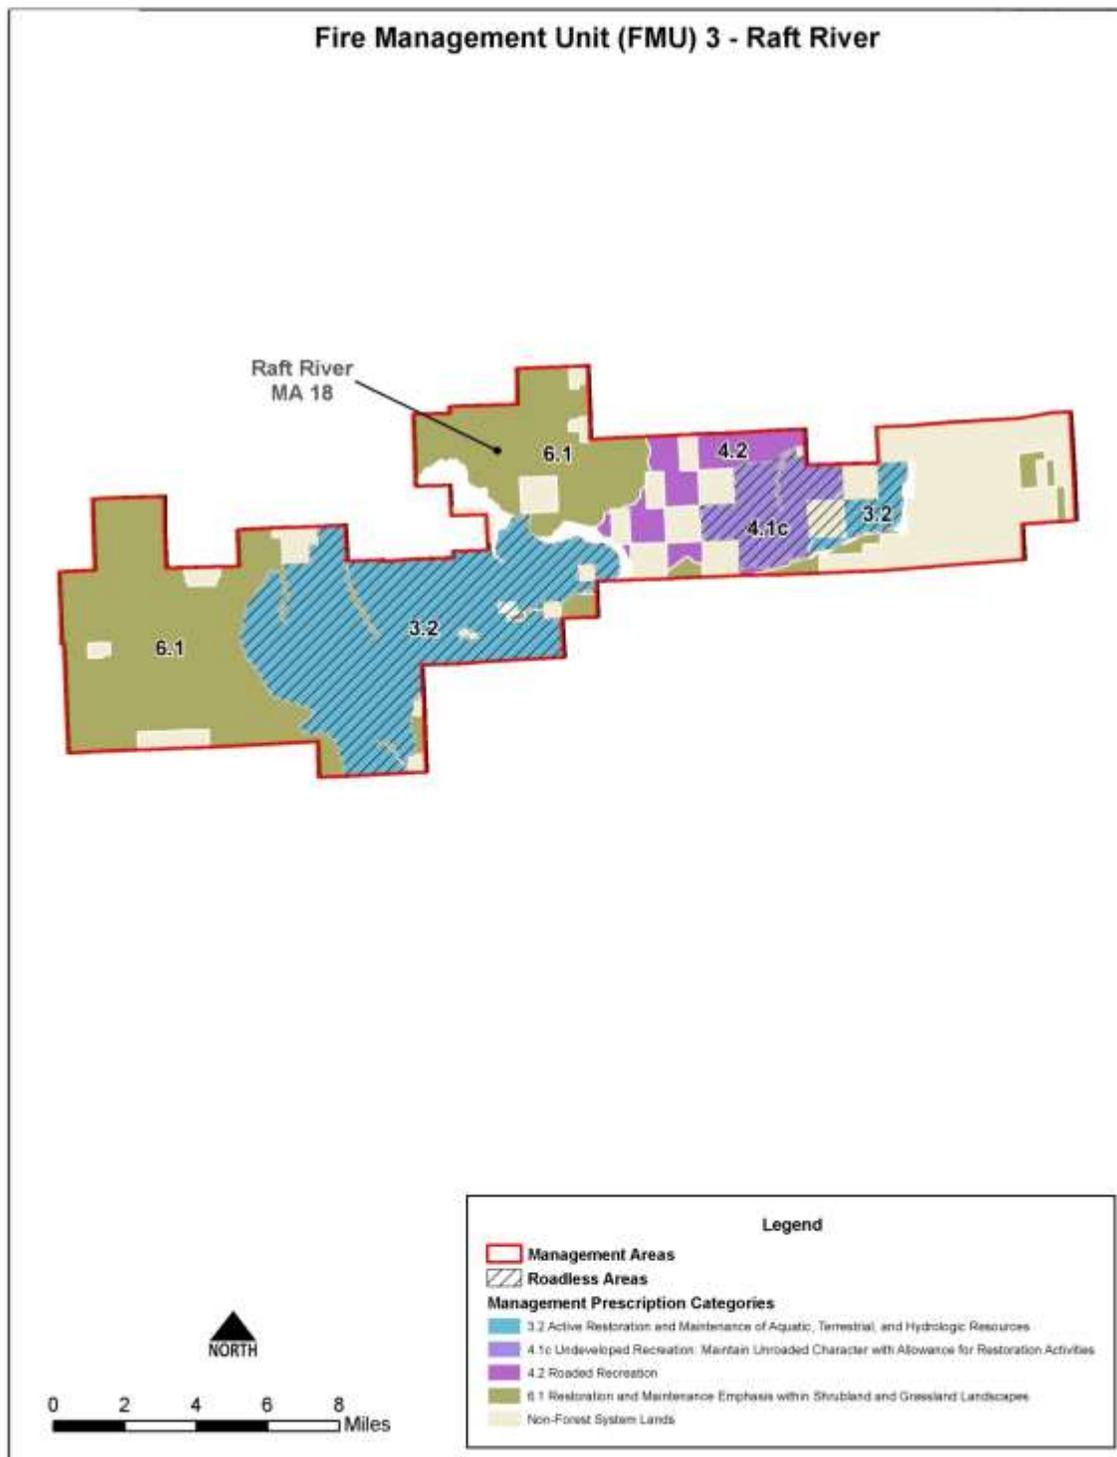 Fire Management Unit (FMU) 3 - Raft River
Raft River
MA 18
6.1
4.2
4.1c
3.2
3.2
6.1
Legend
Management Areas
Roadless Areas
Management Prescription Categories
3.2 Active Restoration and Maintenance of Aquatic, Terrestrial, and Hydrologic Resources
4.1c Undeveloped Recreation: Maintain Unroaded Character with Allowance for Restoration Activities
4.2 Roaded Recreation
6.1 Restoration and Maintenance Emphasis within Shrubland and Grassland Landscapes
Non-Forest System Lands
NORTH
0 2 4 6 8
Miles